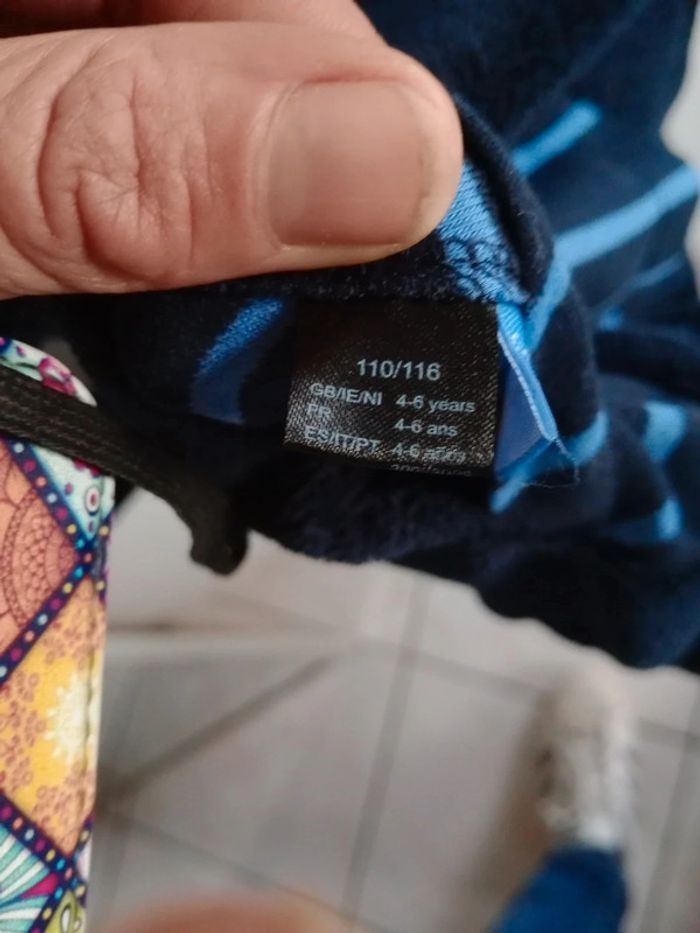 110/116
GB/IE/NI 4-6 years
FR 4-6 ans
ES/IT/PT 4-6 años